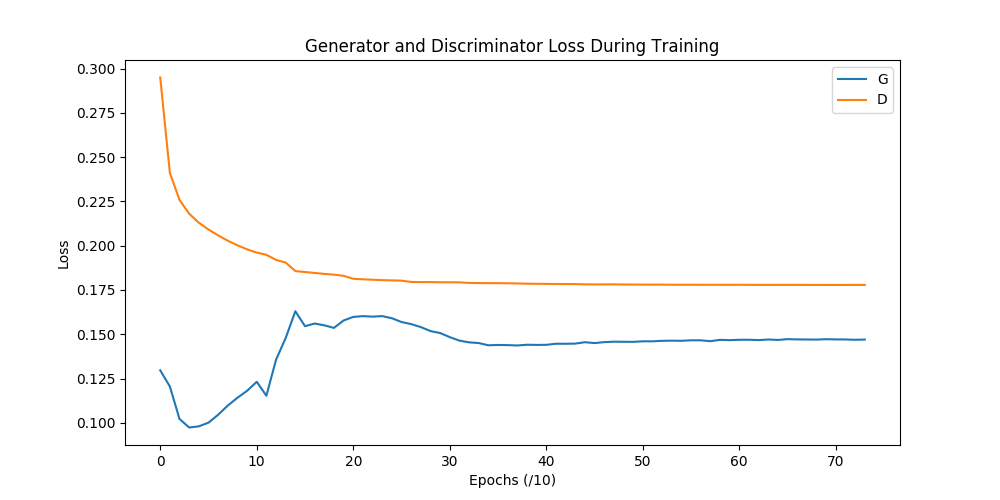 Generator and Discriminator Loss During Training
G
D
0.300
0.275
0.250
0.225
0.200
0.175
0.150
0.125
0.100
Loss
0 10 20 30 40 50 60 70
Epochs (/10)